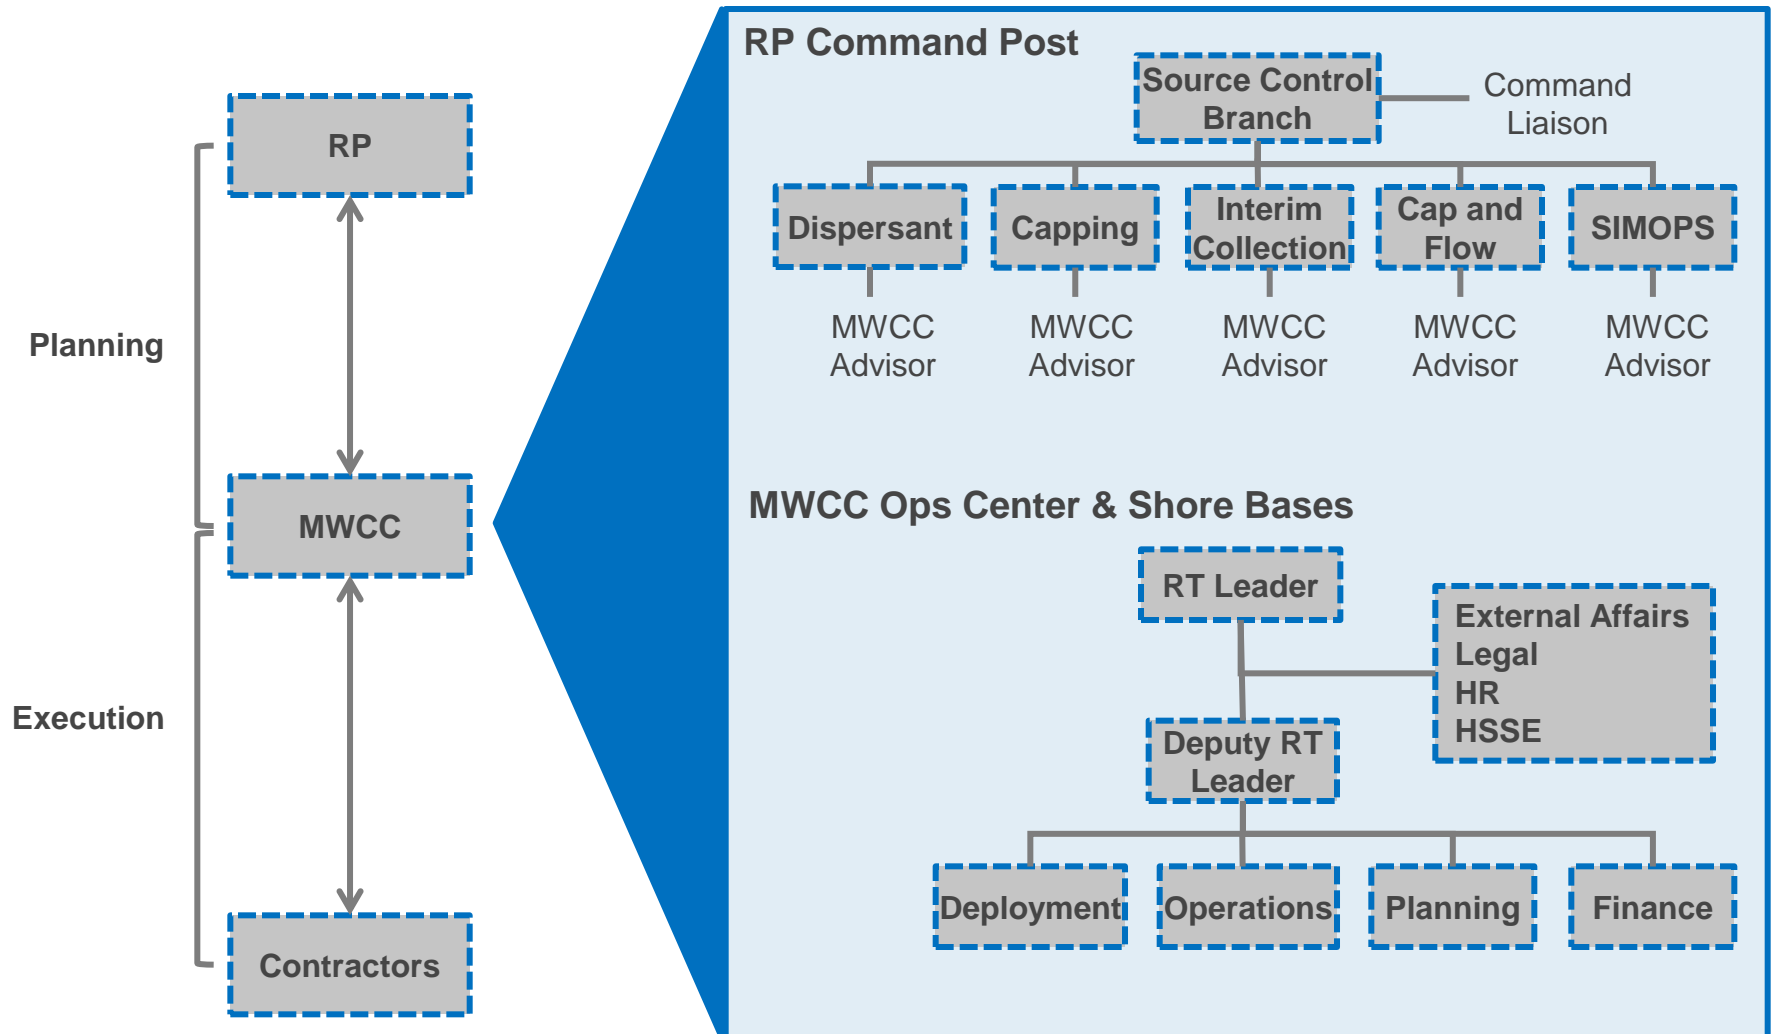 RP
Planning
MWCC
Execution
Contractors
RP Command Post
Source Control
Branch
Command
Liaison
Dispersant
Capping
Interim
Collection
Cap and
Flow
SIMOPS
MWCC
Advisor
MWCC
Advisor
MWCC
Advisor
MWCC
Advisor
MWCC
Advisor
MWCC Ops Center & Shore Bases
RT Leader
External Affairs
Legal
HR
HSSE
Deputy RT
Leader
Deployment
Operations
Planning
Finance